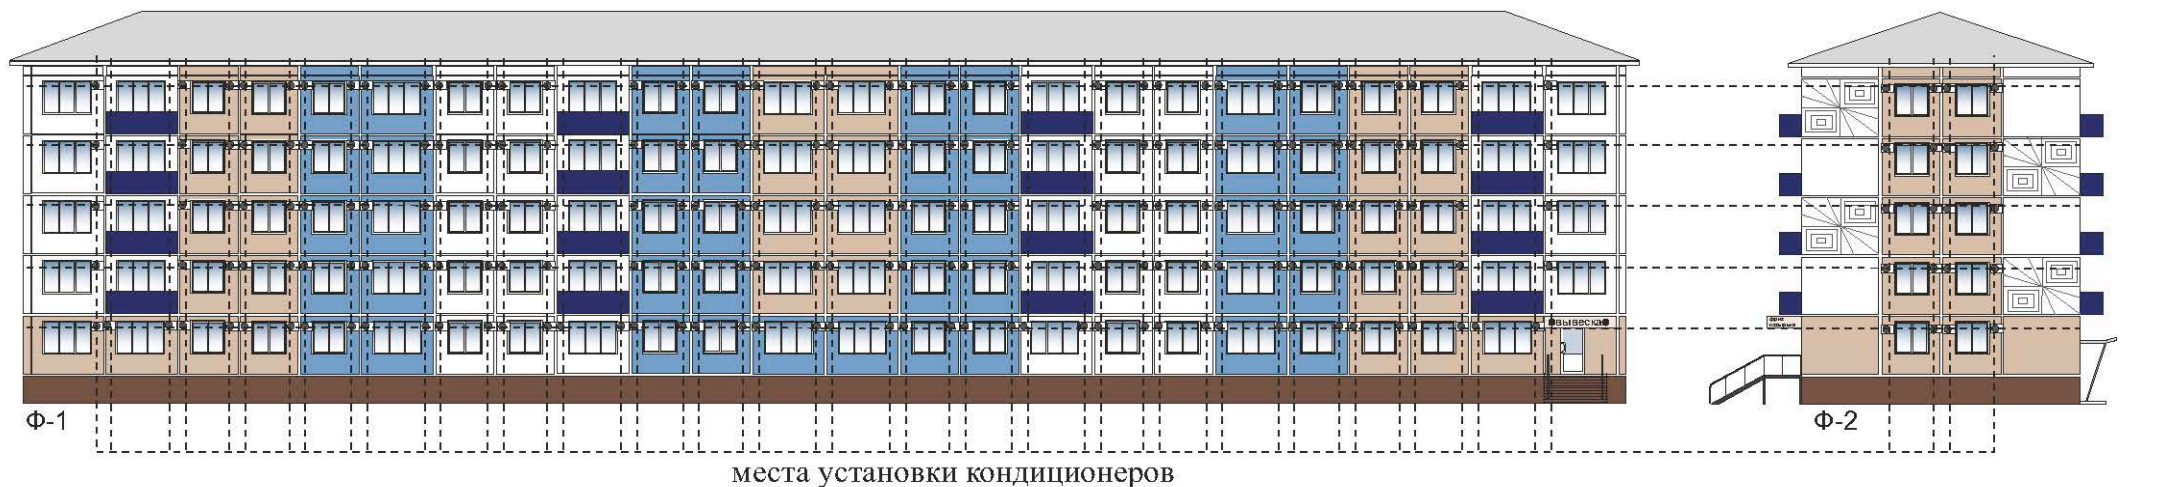 вывеска
Ф-1
Ф-2
места установки кондиционеров